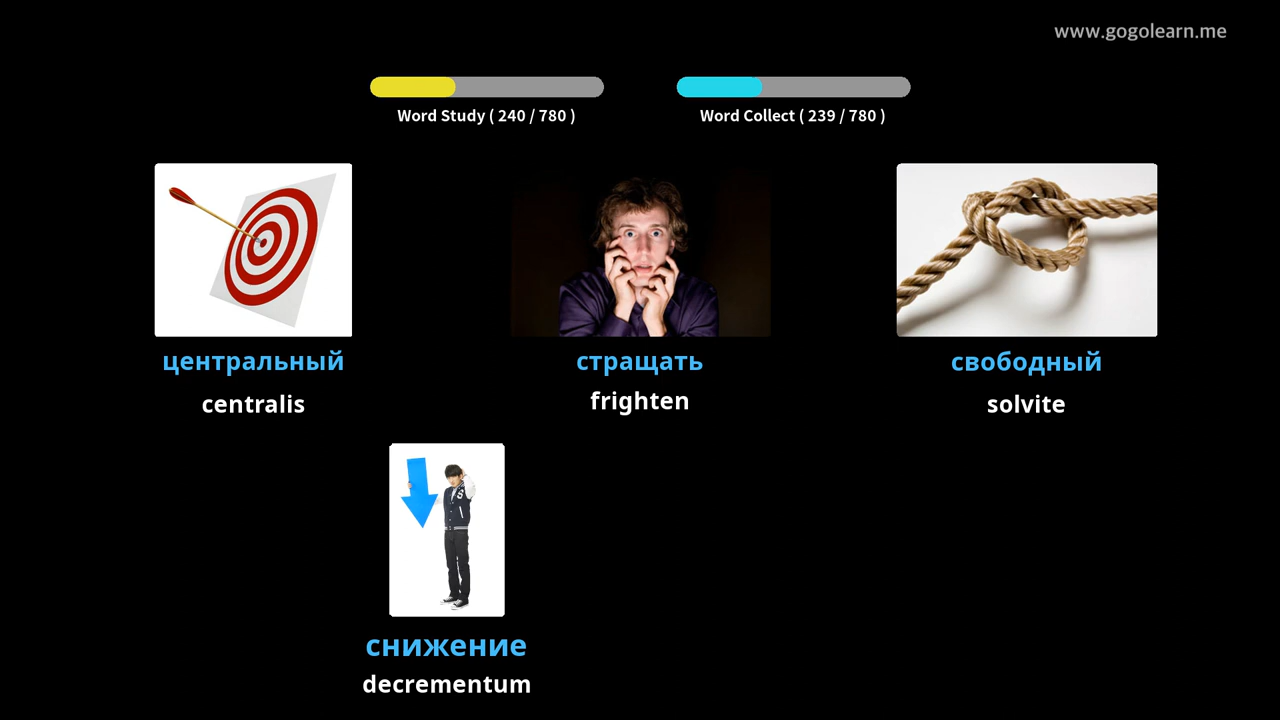 www.gogolearn.me
Word Study ( 240 / 780 )
Word Collect ( 239 / 780 )
центральный
centralis
стращать
frighten
свободный
solvite
снижение
decrementum